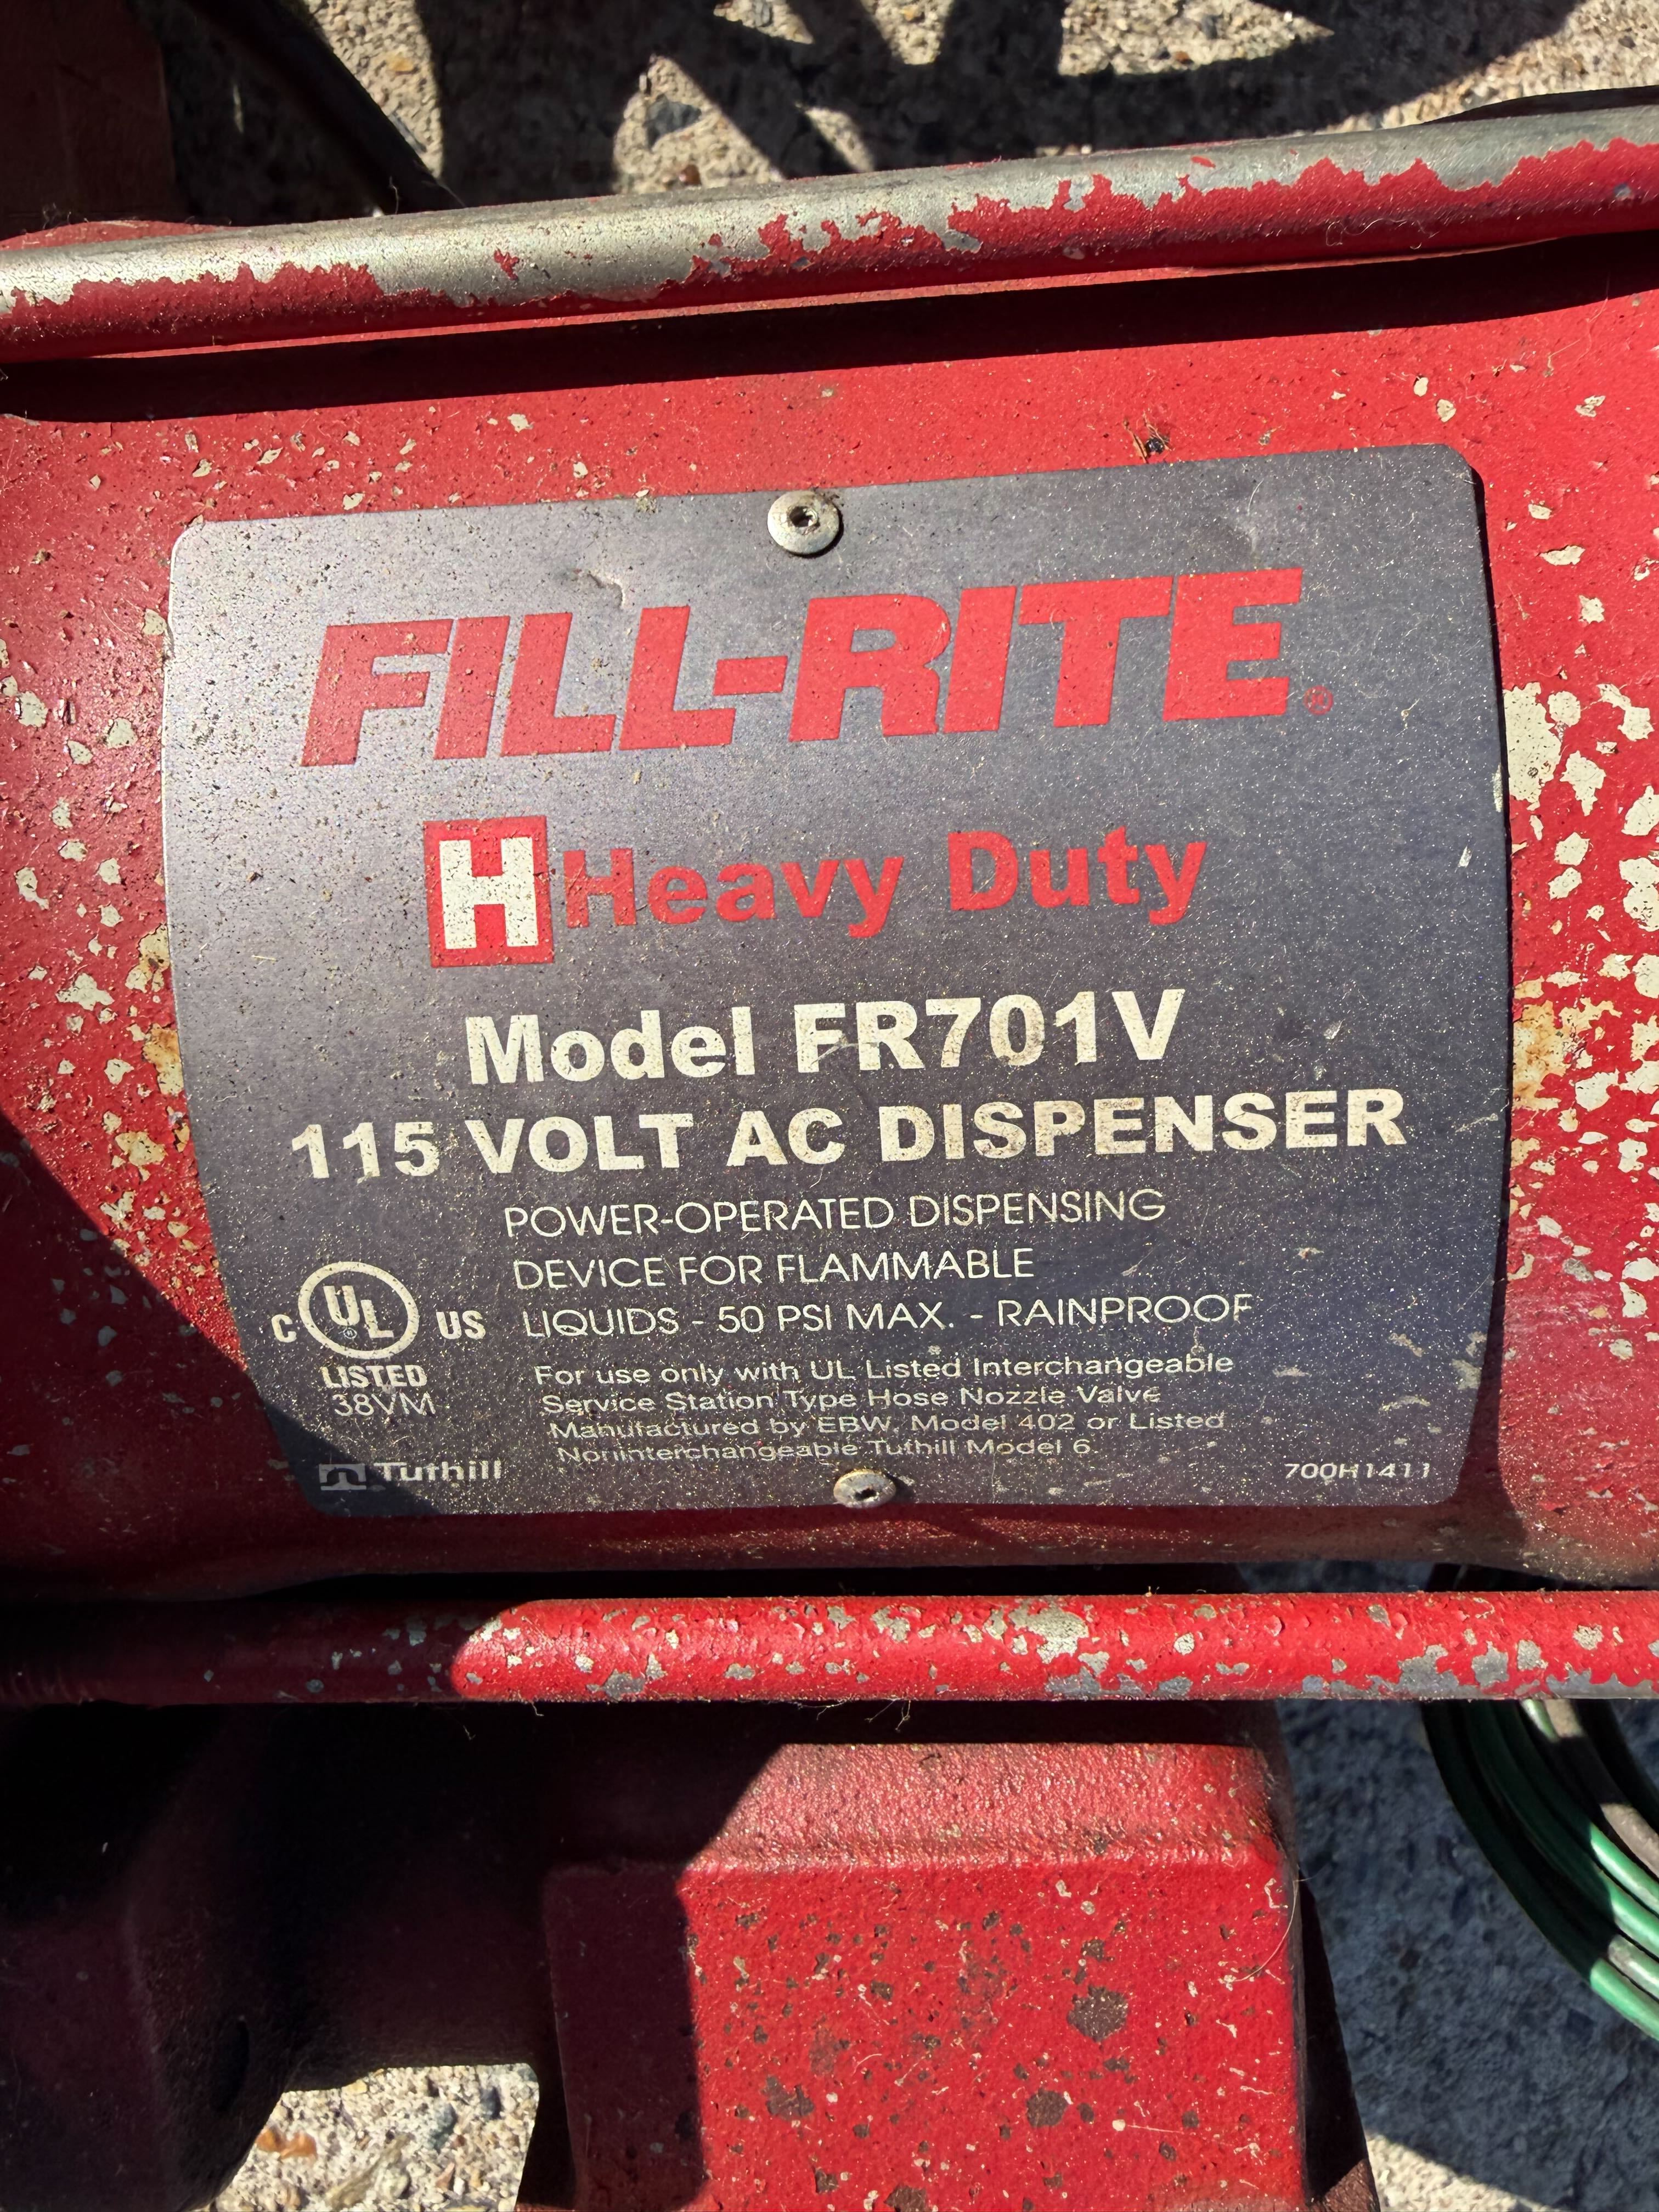 FILL-RITE®
H Heavy Duty
Model FR701V
115 VOLT AC DISPENSER
POWER-OPERATED DISPENSING
DEVICE FOR FLAMMABLE
LIQUIDS - 50 PSI MAX. - RAINPROOF
C UL® US
LISTED
38VM
For use only with UL Listed Interchangeable
Service Station Type Hose Nozzle Valve
Manufactured by EBW, Model 402 or Listed
Noninterchangeable Tuthill Model 6.
Tuthill
700H1411